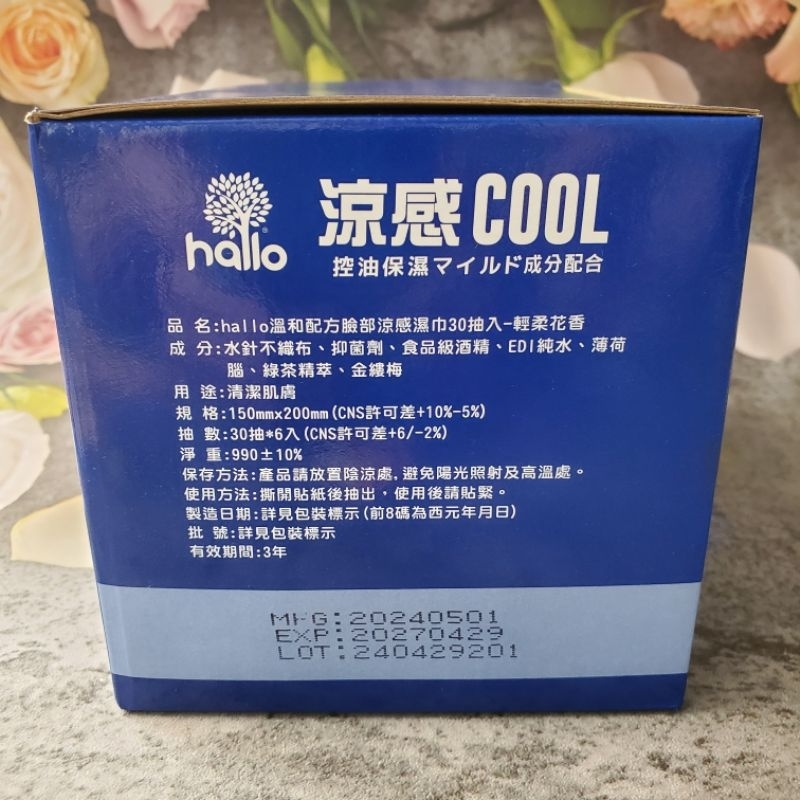 hallo
涼感COOL
控油保濕マイルド成分配合
品 名:hallo溫和配方臉部涼感濕巾30抽入-輕柔花香
成 分:水針不織布、抑菌劑、食品級酒精、EDI純水、薄荷
腦、綠茶精萃、金縷梅
用 途:清潔肌膚
規 格:150mmx200mm(CNS許可差+10%-5%)
抽 數:30抽*6入(CNS許可差+6/-2%)
淨 重:990±10%
保存方法:產品請放置陰涼處,避免陽光照射及高溫處。
使用方法:撕開貼紙後抽出,使用後請貼緊。
製造日期:詳見包裝標示(前8碼為西元年月日)
批 號:詳見包裝標示
有效期間:3年
MFG:20240501
EXP:20270429
LOT:240429201